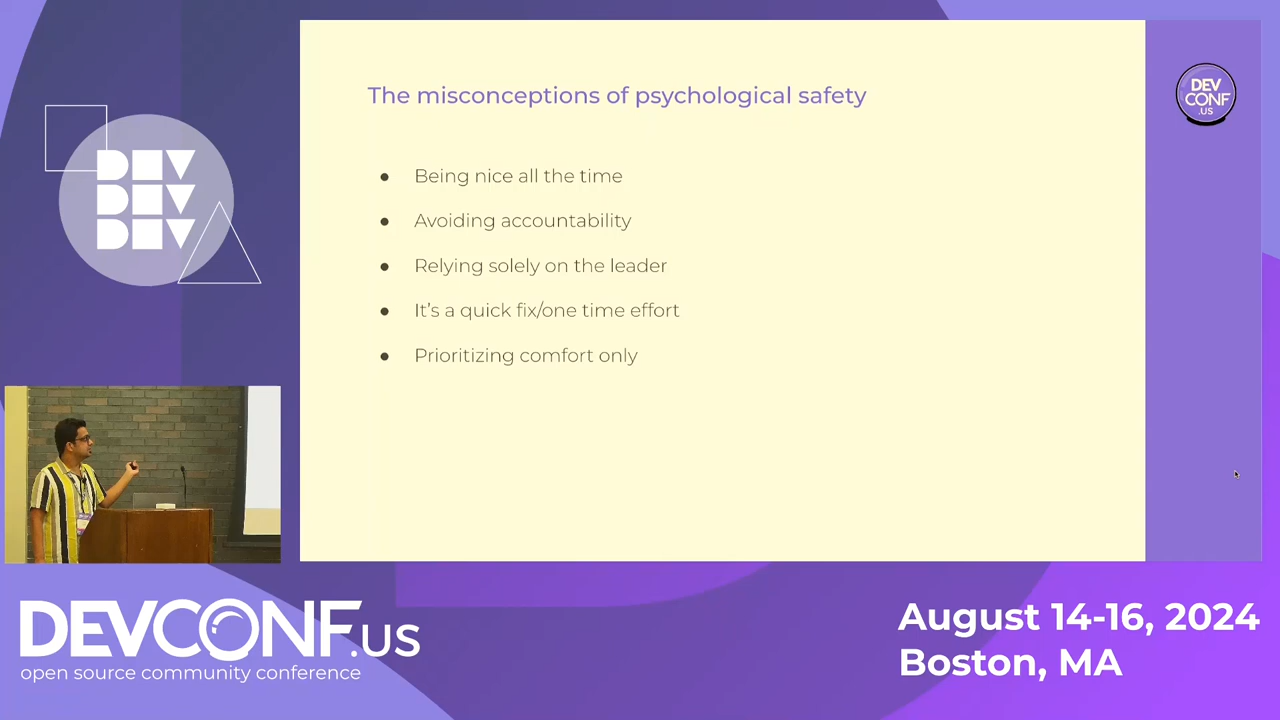 DEV
DEV
DEV
The misconceptions of psychological safety
DEV
CONF
.US
● Being nice all the time
● Avoiding accountability
● Relying solely on the leader
● It’s a quick fix/one time effort
● Prioritizing comfort only
DEVCONF.US
open source community conference
August 14-16, 2024
Boston, MA